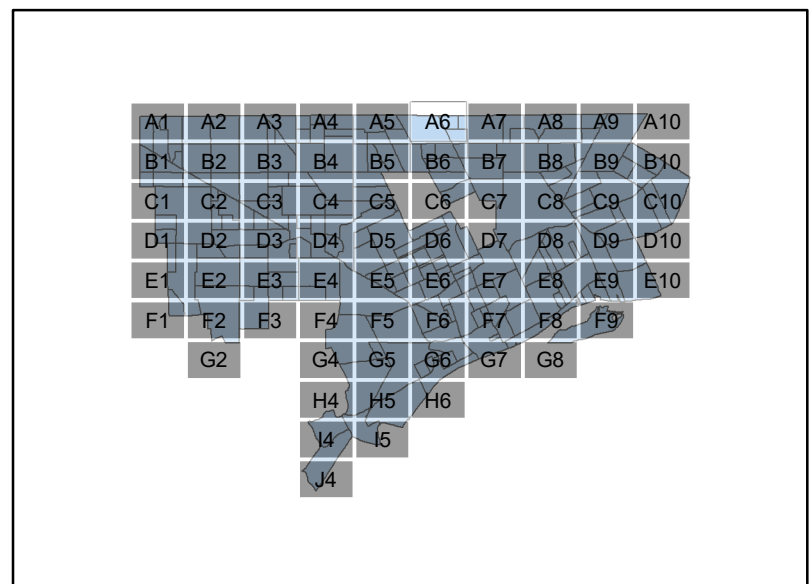 A1 A2 A3 A4 A5 A6 A7 A8 A9 A10
B1 B2 B3 B4 B5 B6 B7 B8 B9 B10
C1 C2 C3 C4 C5 C6 C7 C8 C9 C10
D1 D2 D3 D4 D5 D6 D7 D8 D9 D10
E1 E2 E3 E4 E5 E6 E7 E8 E9 E10
F1 F2 F3 F4 F5 F6 F7 F8 F9
G2 G4 G5 G6 G7 G8
H4 H5 H6
I4 I5
J4